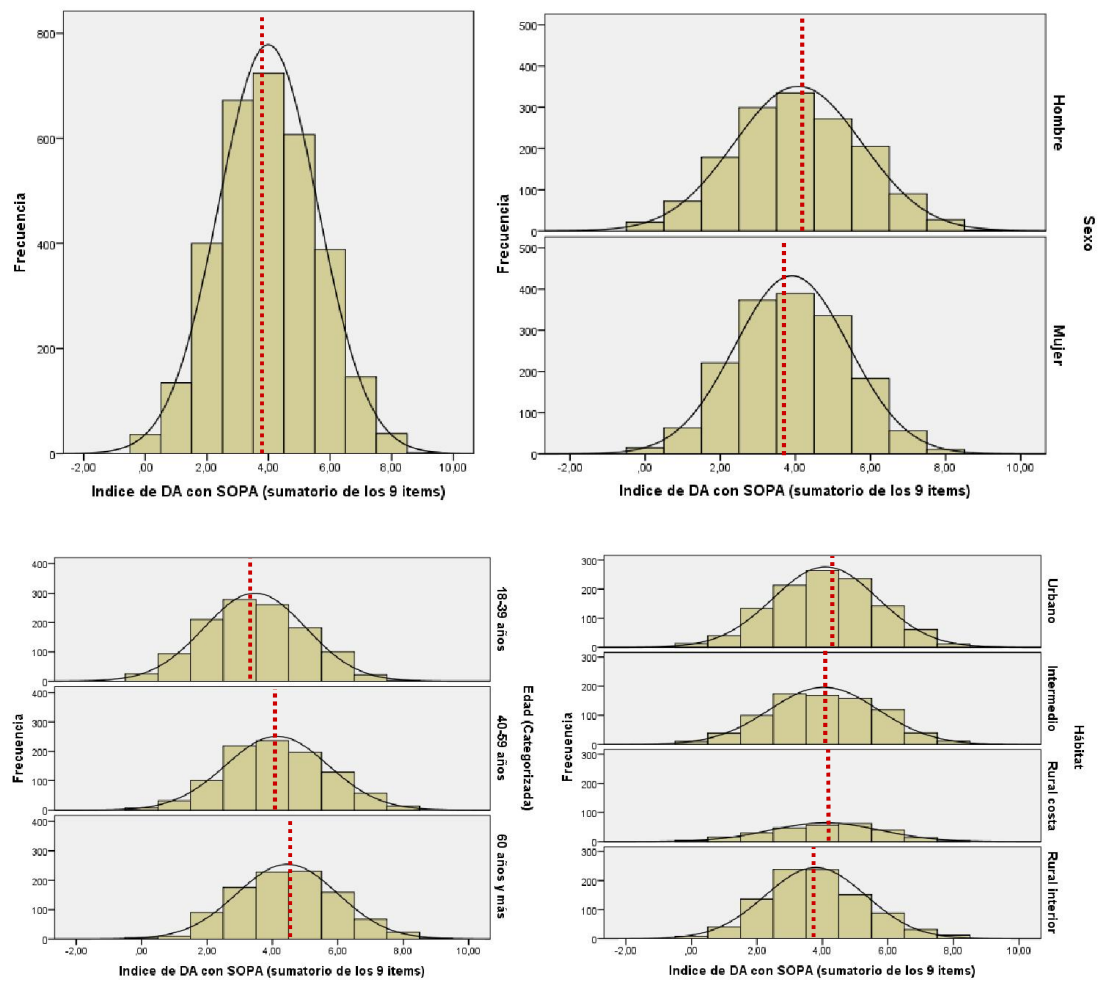 800
600
400
200
0
Frecuencia
-2,00 ,00 2,00 4,00 6,00 8,00 10,00
Indice de DA con SOPA (sumatorio de los 9 items)
500
400
300
200
100
0
Hombre
500
400
300
200
100
0
Mujer
Sexo
Frecuencia
-2,00 ,00 2,00 4,00 6,00 8,00 10,00
Indice de DA con SOPA (sumatorio de los 9 items)
400
300
200
100
0
18-39 años
400
300
200
100
0
40-59 años
400
300
200
100
0
60 años y más
Edad (Categorizada)
Frecuencia
-2,00 ,00 2,00 4,00 6,00 8,00 10,00
Indice de DA con SOPA (sumatorio de los 9 items)
300
200
100
0
Urbano
300
200
100
0
Intermedio
300
200
100
0
Rural costa
300
200
100
0
Rural interior
Hábitat
Frecuencia
-2,00 ,00 2,00 4,00 6,00 8,00 10,00
Indice de DA con SOPA (sumatorio de los 9 items)